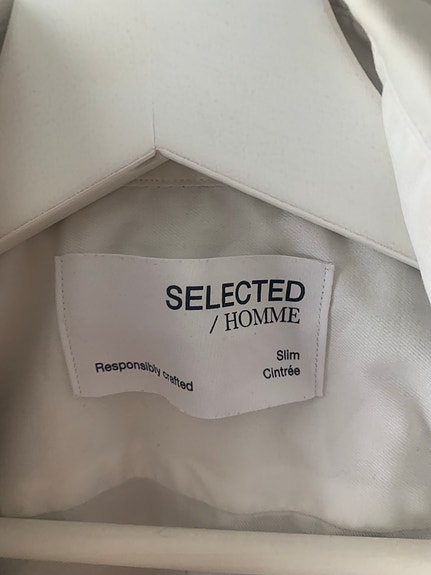 SELECTED
/ HOMME
Slim
Cintrée
Responsibly crafted